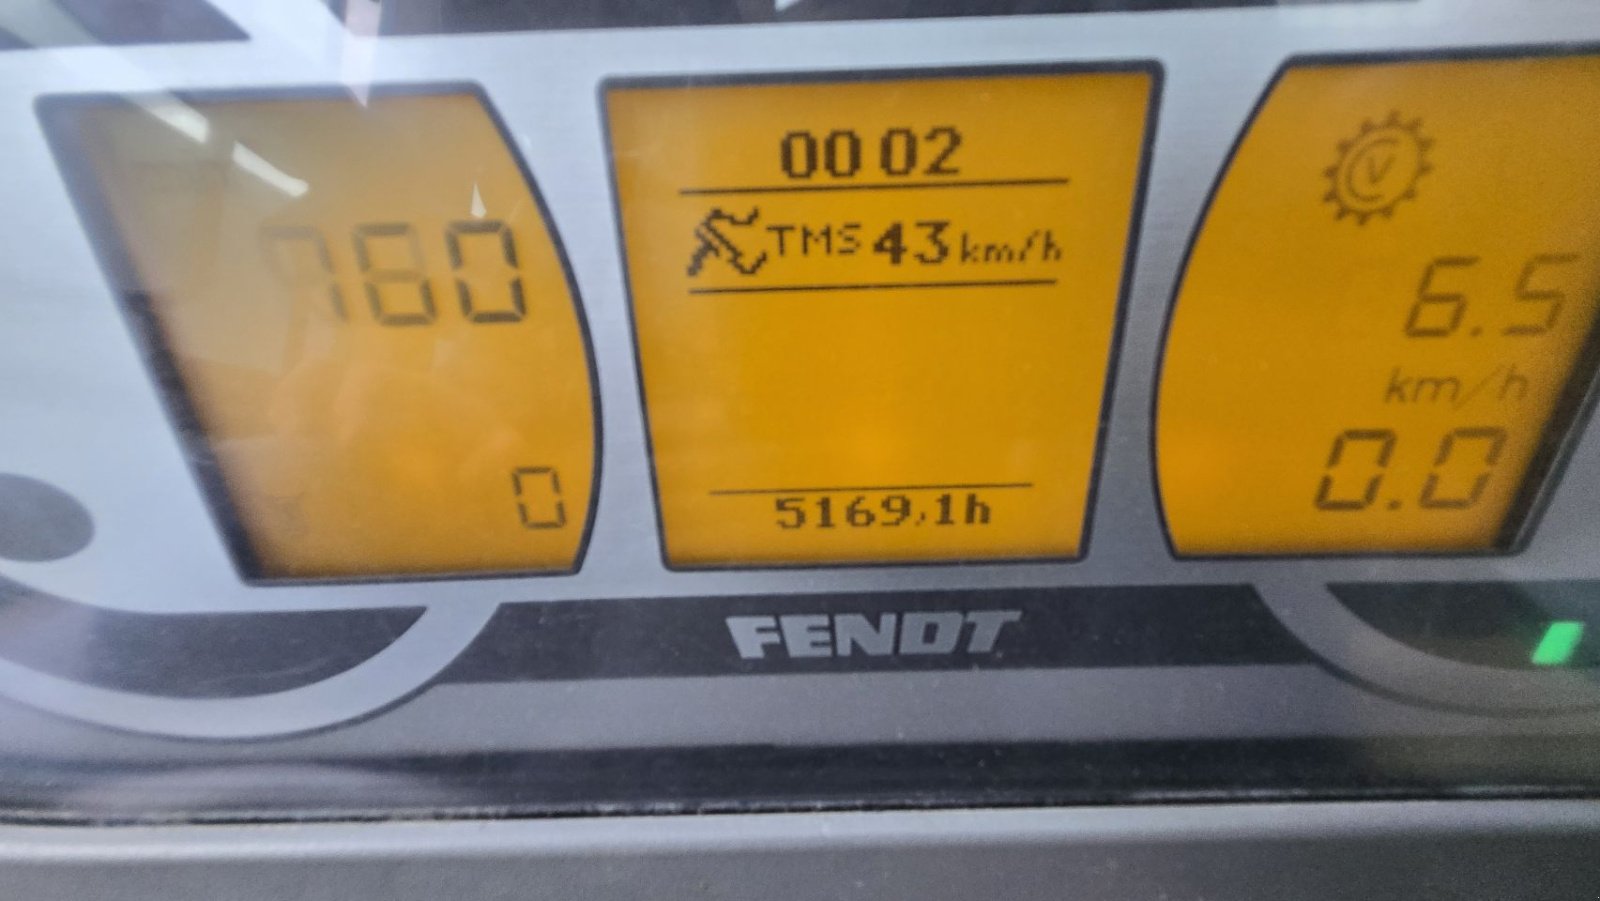 00 02
TMS 43 km/h
5169,1h
780
0
V
6.5
km/h
0.0
FENDT